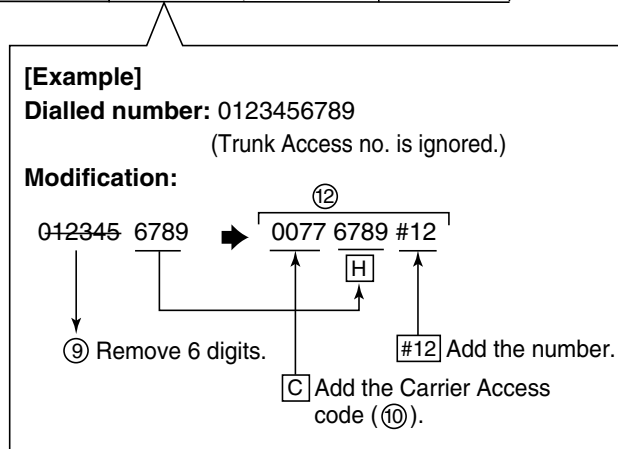 [Example]
Dialled number: 0123456789
(Trunk Access no. is ignored.)
Modification:
⑫
012345 6789 ➡ 0077 6789 #12
H
⑨ Remove 6 digits.
#12 Add the number.
C Add the Carrier Access
code (⑩).